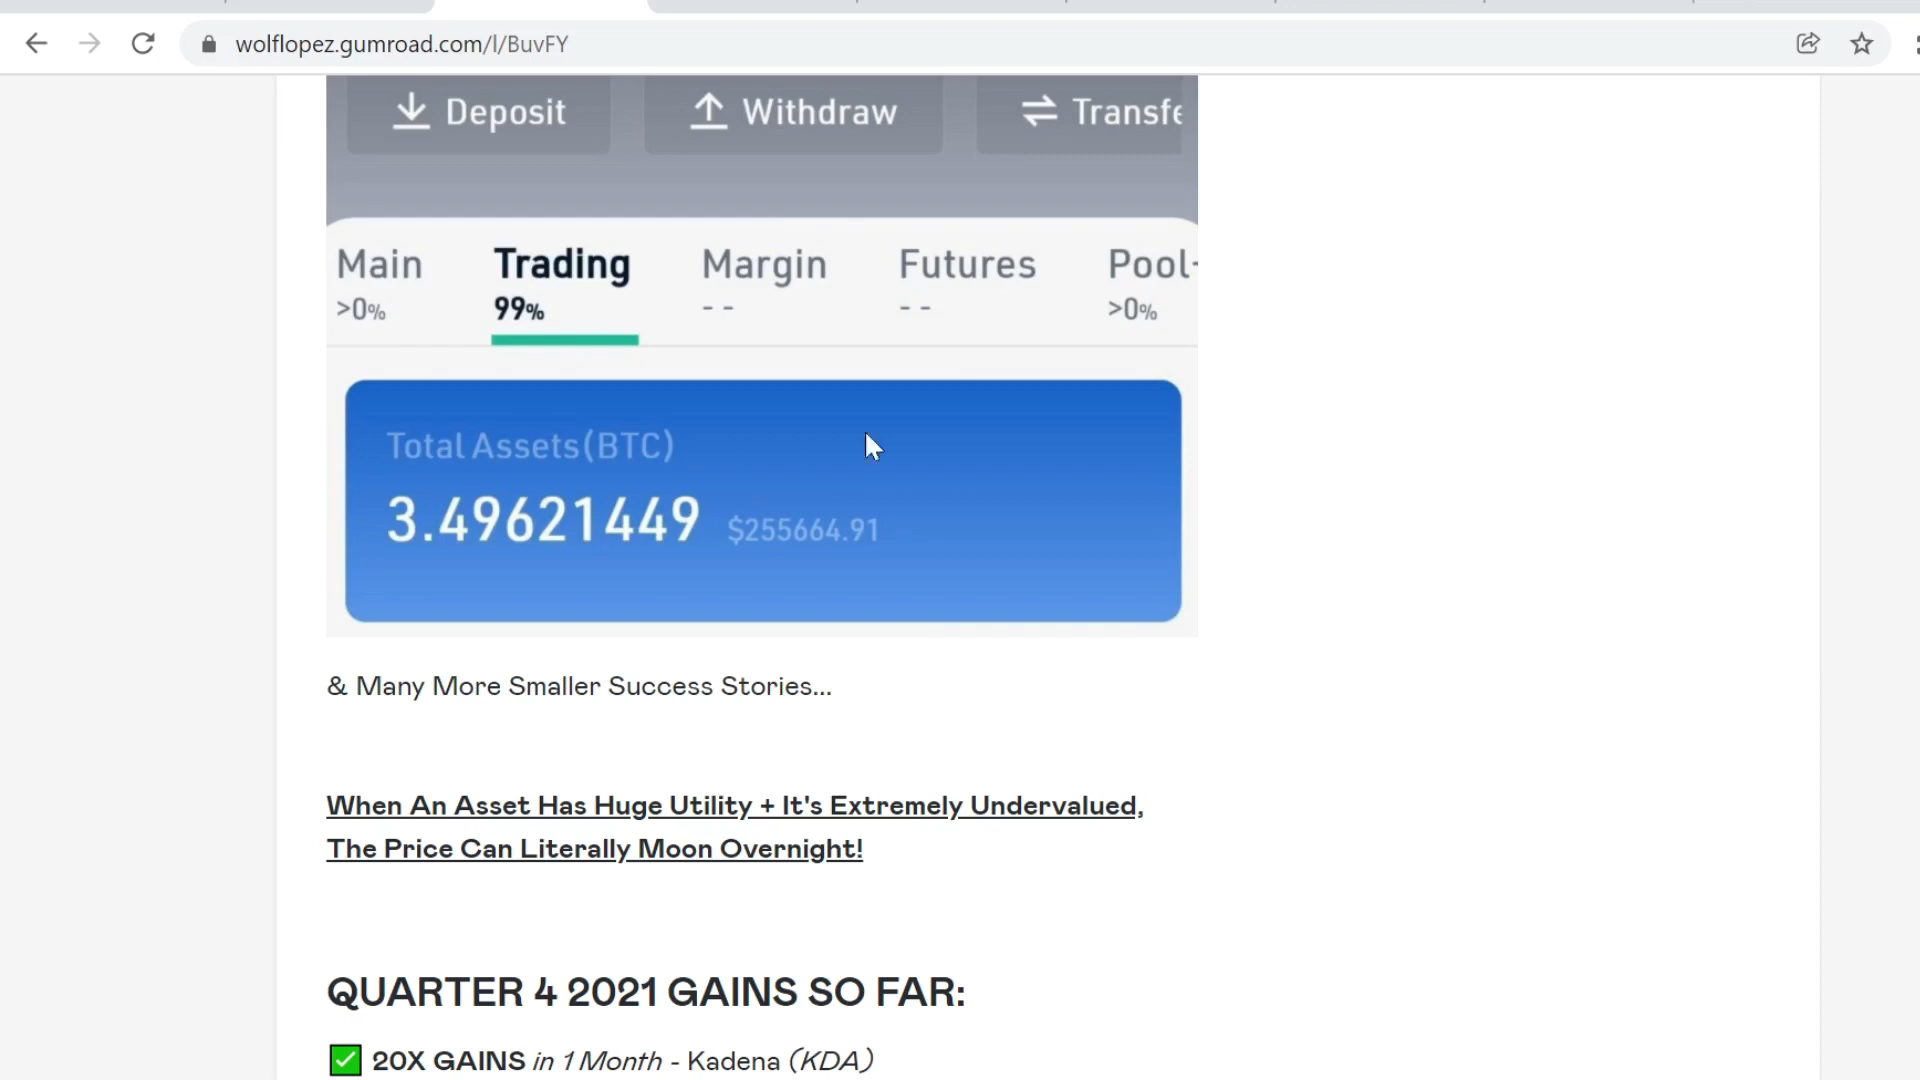 wolflopez.gumroad.com/l/BuvFY
Deposit Withdraw Transfe
Main Trading Margin Futures Pool-
>0% 99% - - - - >0%
Total Assets(BTC)
3.49621449 $255664.91
& Many More Smaller Success Stories...
When An Asset Has Huge Utility + It's Extremely Undervalued,
The Price Can Literally Moon Overnight!
QUARTER 4 2021 GAINS SO FAR:
✅ 20X GAINS in 1 Month - Kadena (KDA)